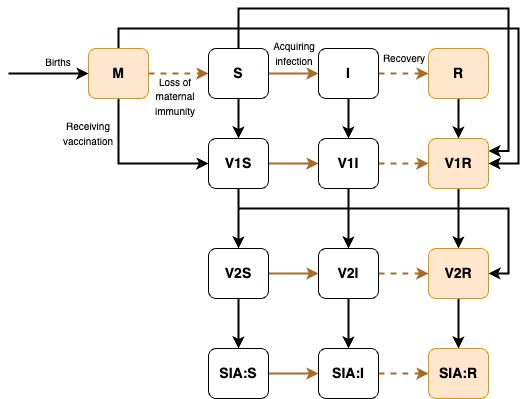 Births
M
Loss of
maternal
immunity
S
Acquiring
infection
I
Recovery
R
Receiving
vaccination
V1S
V1I
V1R
V2S
V2I
V2R
SIA:S
SIA:I
SIA:R